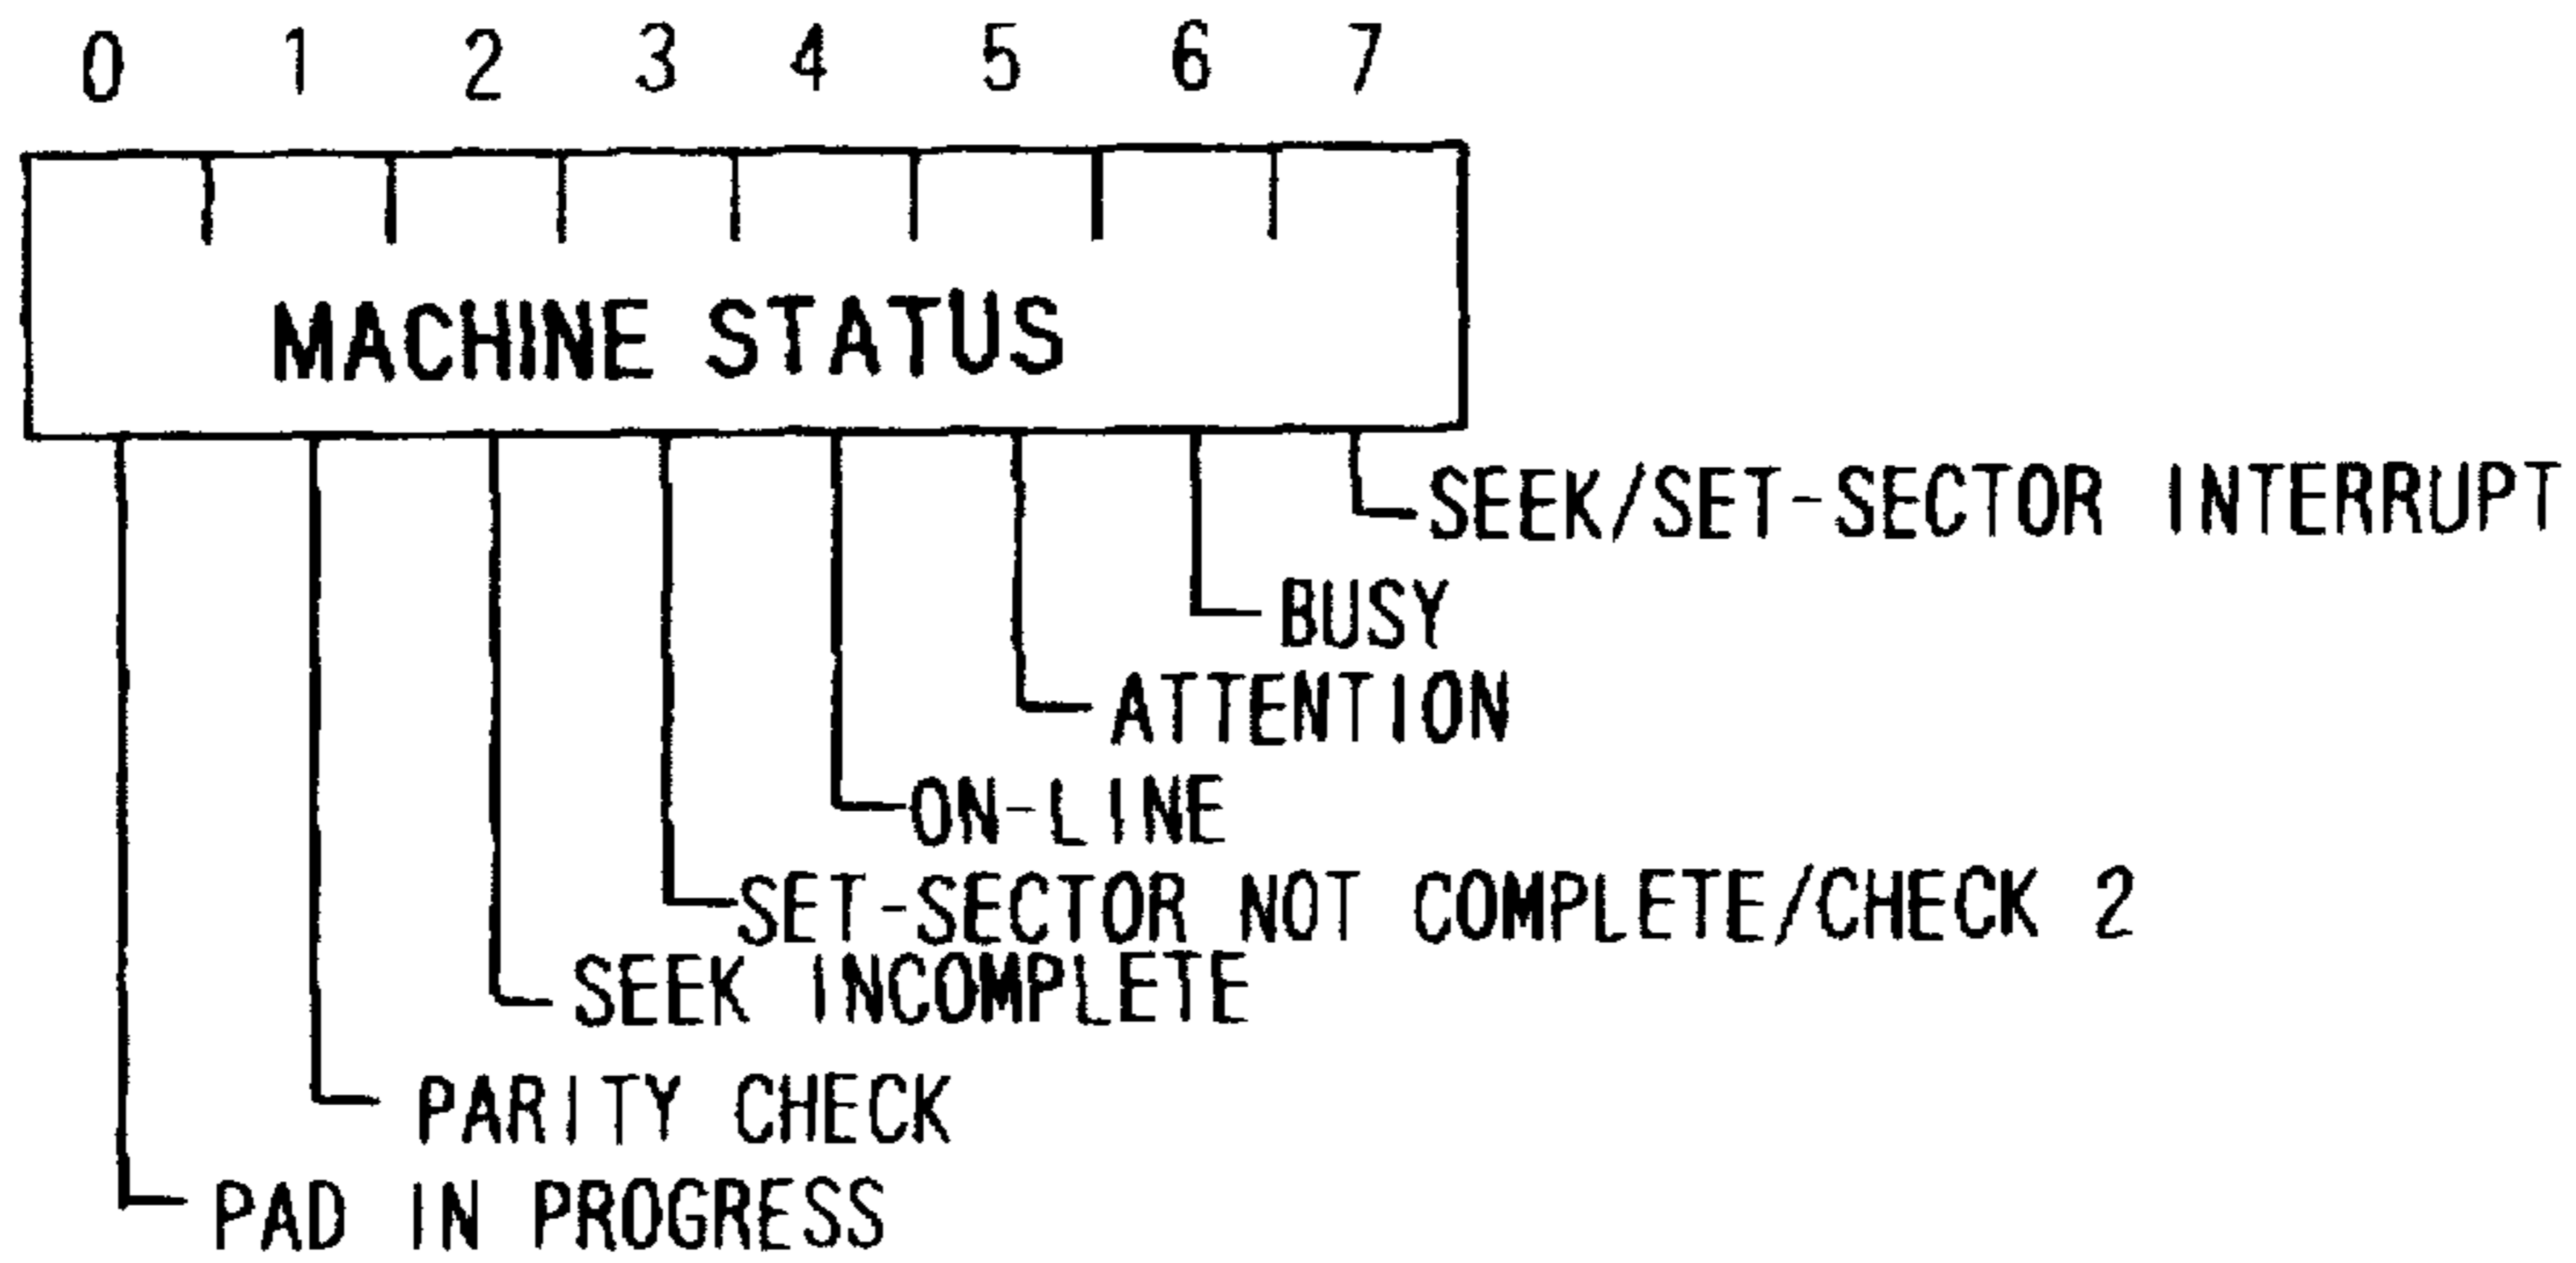 0 1 2 3 4 5 6 7
MACHINE STATUS
SEEK/SET-SECTOR INTERRUPT
BUSY
ATTENTION
ON-LINE
SET-SECTOR NOT COMPLETE/CHECK 2
SEEK INCOMPLETE
PARITY CHECK
PAD IN PROGRESS